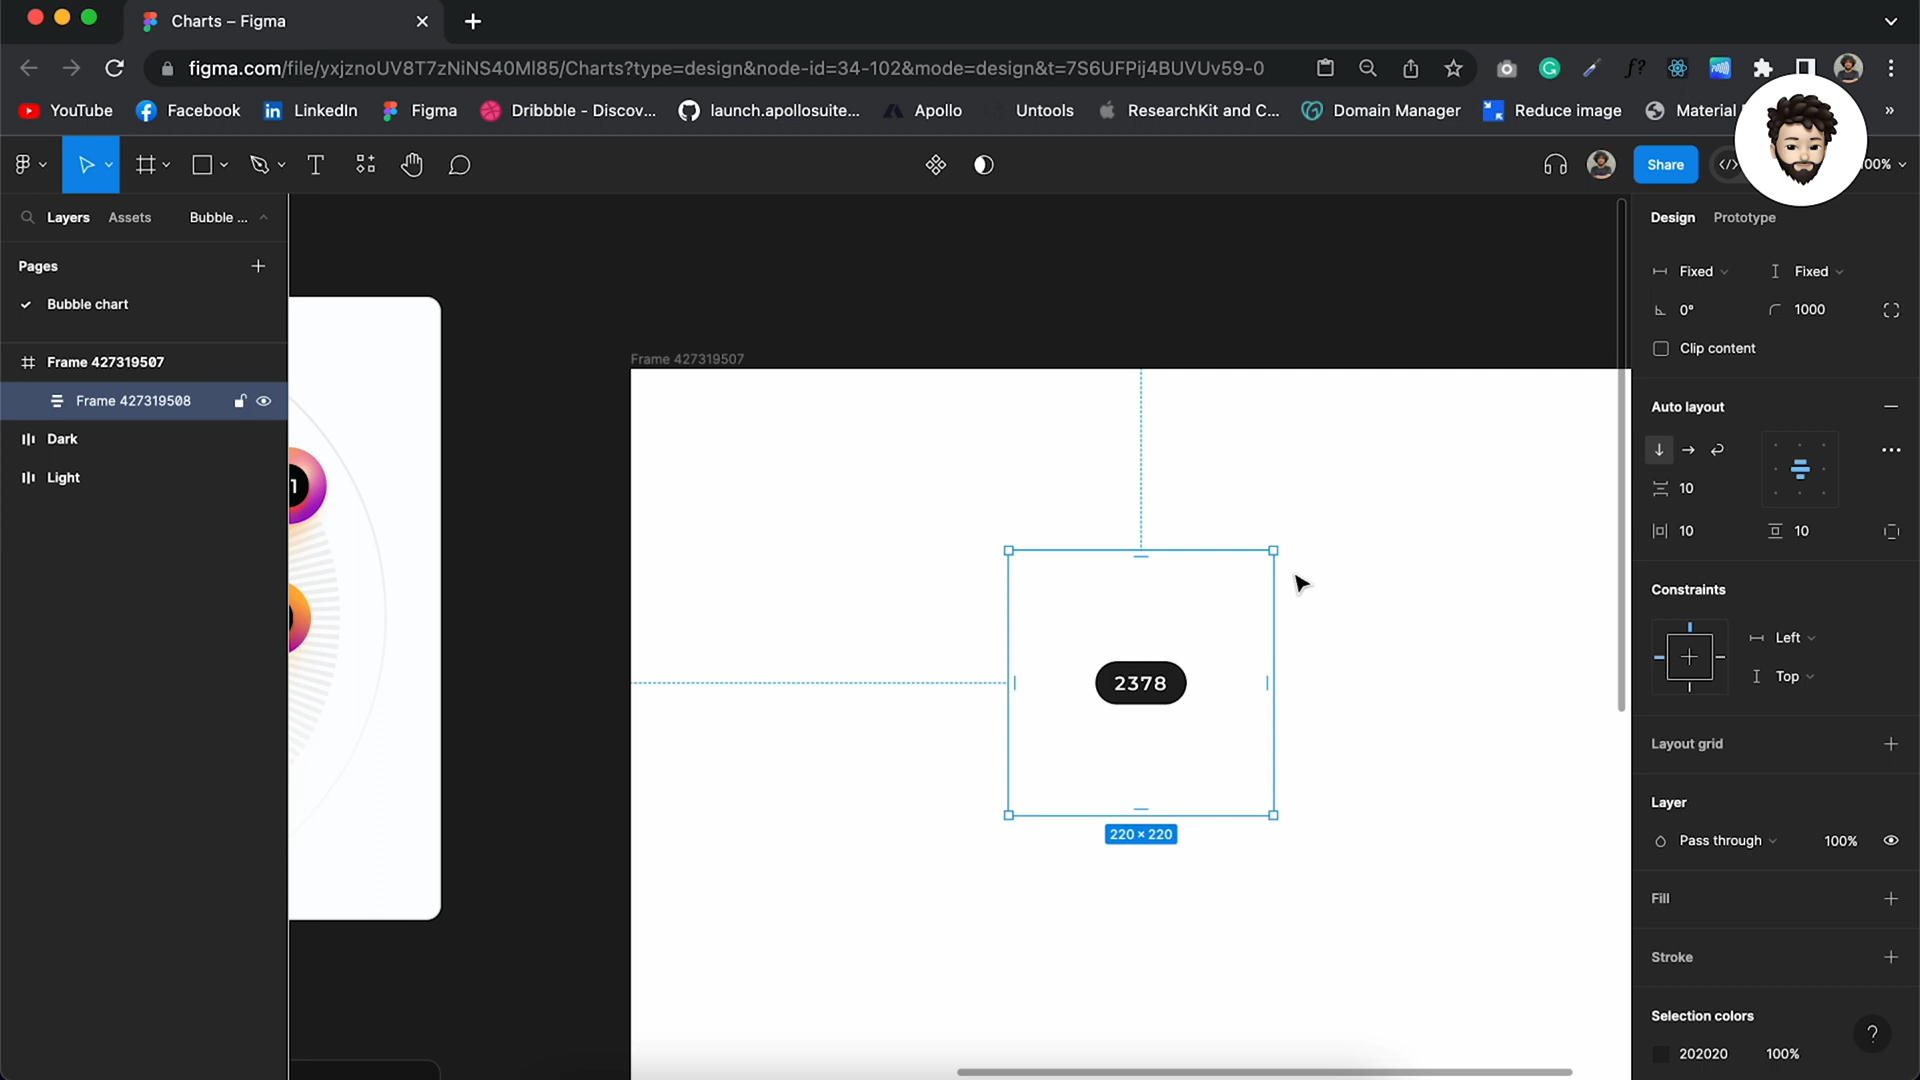 Charts – Figma
figma.com/file/yxjznoUV8T7zNiNS40Ml85/Charts?type=design&node-id=34-102&mode=design&t=7S6UFPij4BUVUv59-0
YouTube
Facebook
LinkedIn
Figma
Dribbble - Discov...
launch.apollosuite...
Apollo
Untools
ResearchKit and C...
Domain Manager
Reduce image
Material
Share
00%
Layers
Assets
Bubble ...
Design
Prototype
Pages
Bubble chart
Frame 427319507
Frame 427319508
Dark
Light
Frame 427319507
2378
220 × 220
Fixed
Fixed
0°
1000
Clip content
Auto layout
10
10
10
Constraints
Left
Top
Layout grid
Layer
Pass through
100%
Fill
Stroke
Selection colors
202020
100%